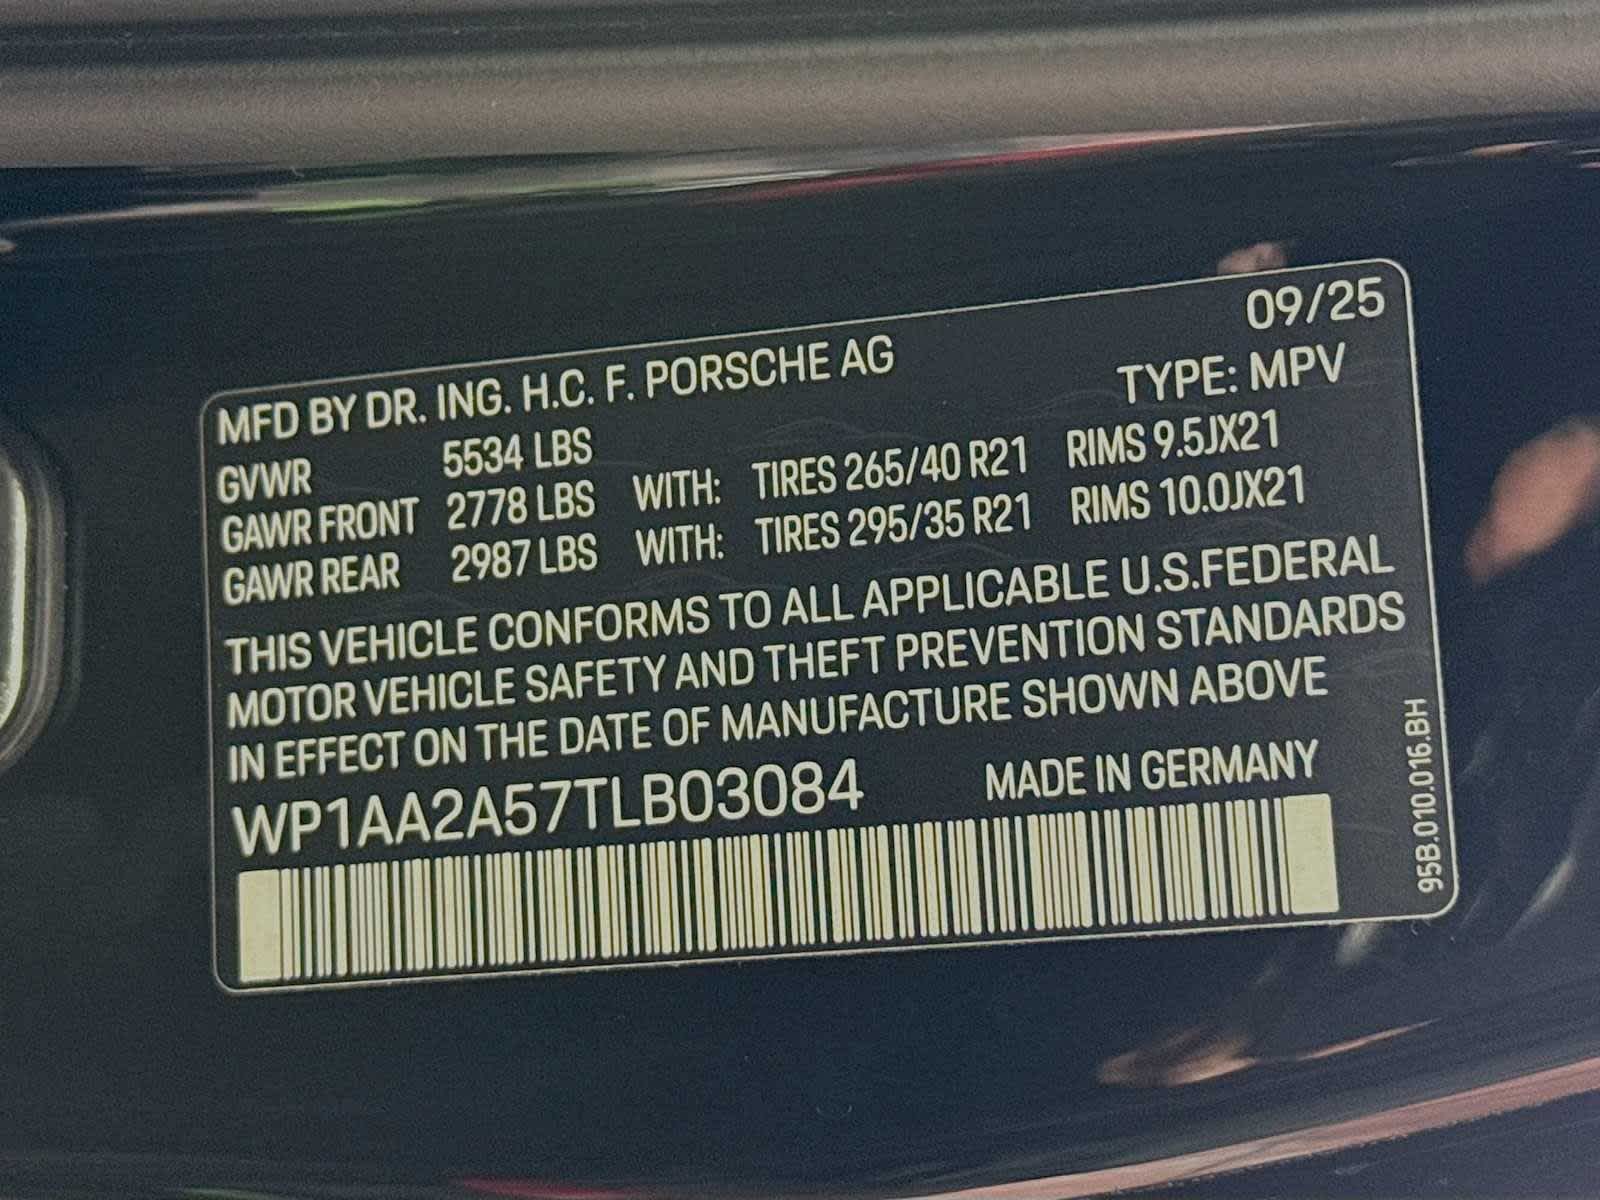 09/25
MFD BY DR. ING. H.C. F. PORSCHE AG
TYPE: MPV
GVWR 5534 LBS
GAWR FRONT 2778 LBS WITH: TIRES 265/40 R21 RIMS 9.5JX21
GAWR REAR 2987 LBS WITH: TIRES 295/35 R21 RIMS 10.0JX21
THIS VEHICLE CONFORMS TO ALL APPLICABLE U.S.FEDERAL
MOTOR VEHICLE SAFETY AND THEFT PREVENTION STANDARDS
IN EFFECT ON THE DATE OF MANUFACTURE SHOWN ABOVE
WP1AA2A57TLB03084 MADE IN GERMANY
95B.010.016.BH